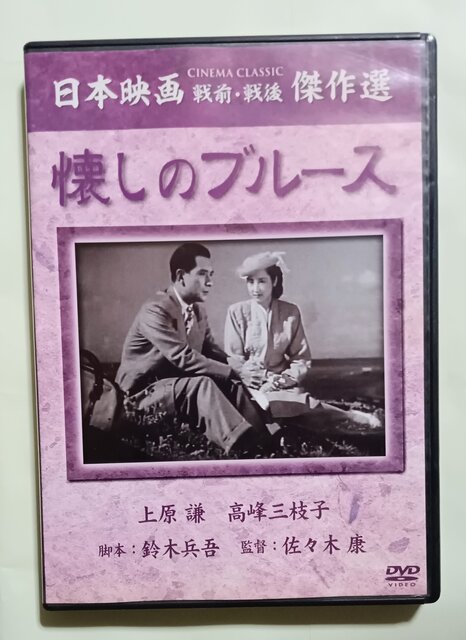 CINEMA CLASSIC
日本映画 戦前・戦後 傑作選
懐しのブルース
上原 謙 高峰三枝子
脚本：鈴木兵吾 監督：佐々木 康
DVD
VIDEO